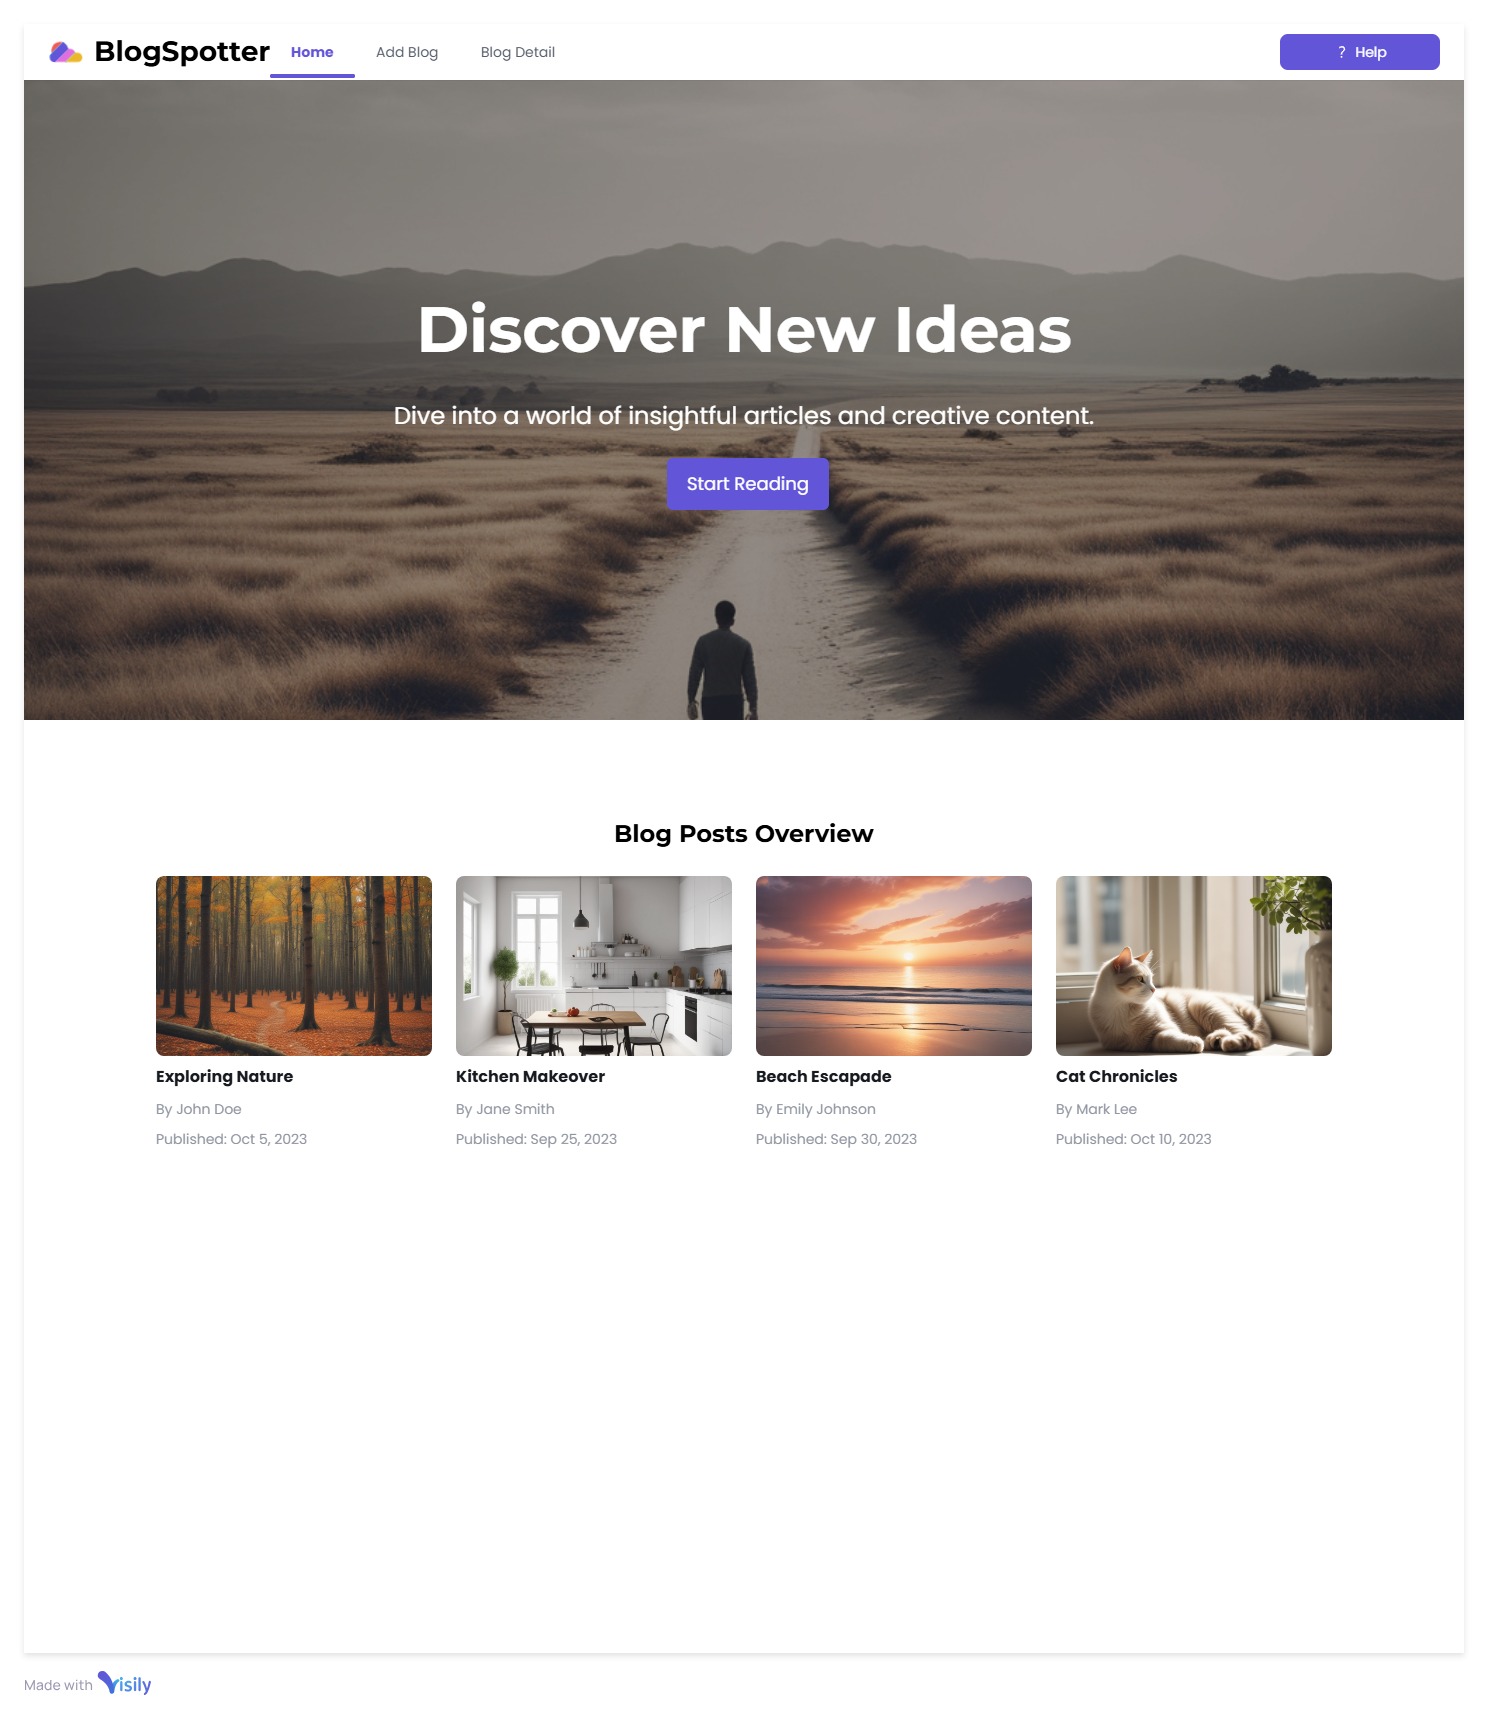 BlogSpotter
Home
Add Blog
Blog Detail
? Help
Discover New Ideas
Dive into a world of insightful articles and creative content.
Start Reading
Blog Posts Overview
Exploring Nature
By John Doe
Published: Oct 5, 2023
Kitchen Makeover
By Jane Smith
Published: Sep 25, 2023
Beach Escapade
By Emily Johnson
Published: Sep 30, 2023
Cat Chronicles
By Mark Lee
Published: Oct 10, 2023
Made with Visily